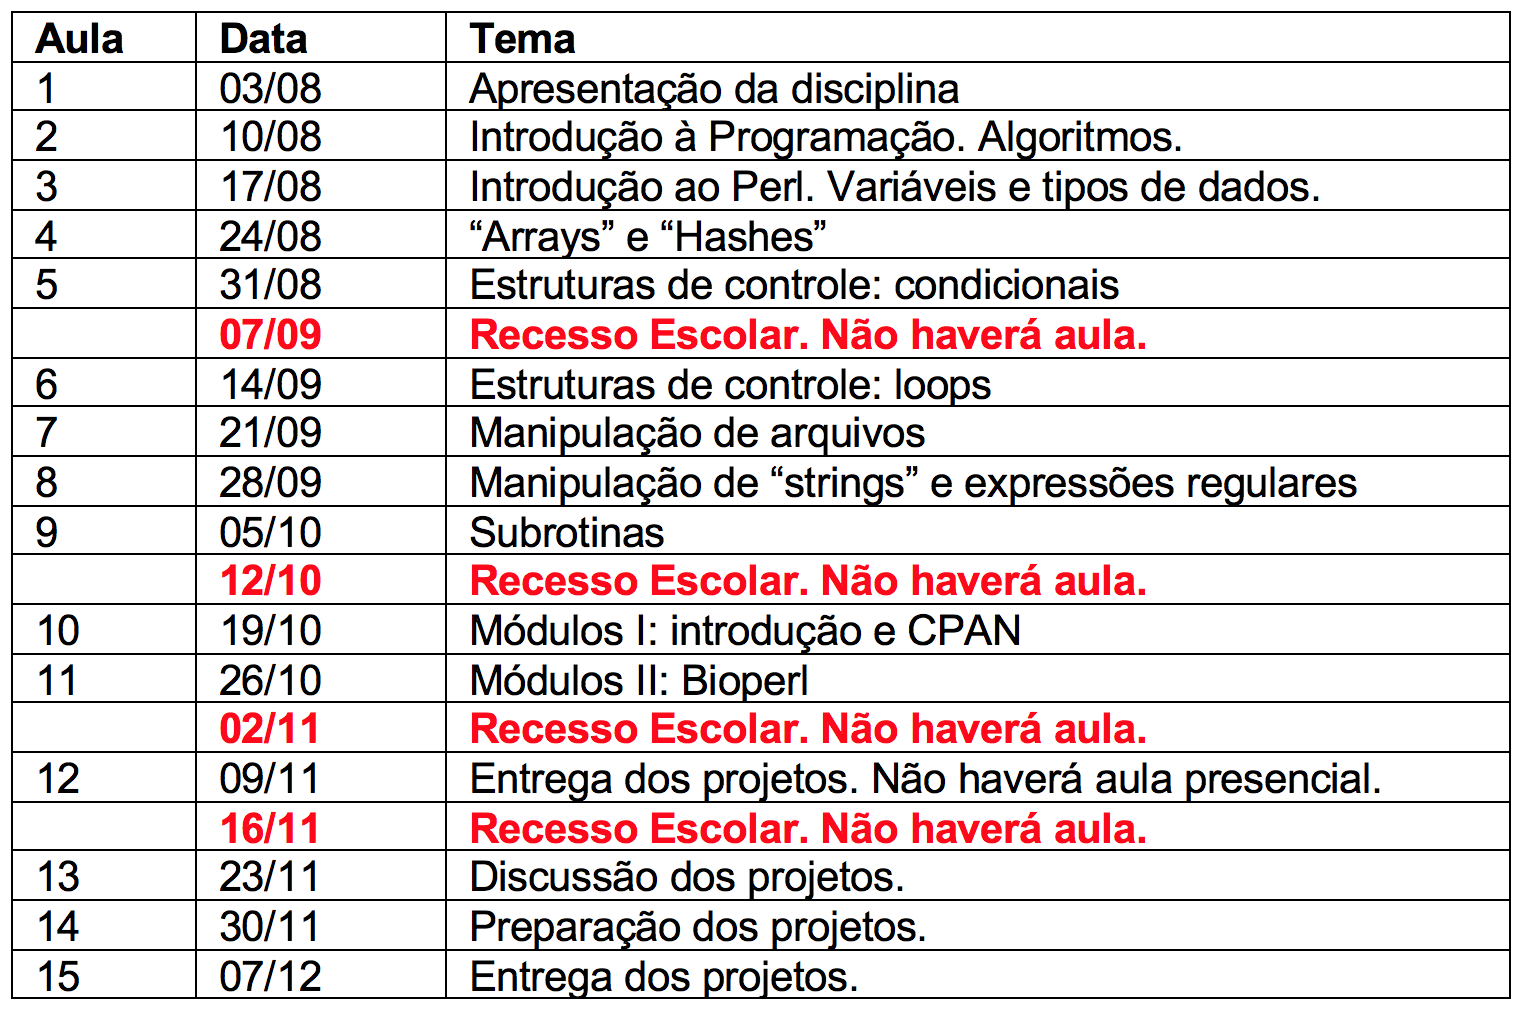 Aula Data Tema
1 03/08 Apresentação da disciplina
2 10/08 Introdução à Programação. Algoritmos.
3 17/08 Introdução ao Perl. Variáveis e tipos de dados.
4 24/08 “Arrays” e “Hashes”
5 31/08 Estruturas de controle: condicionais
07/09 Recesso Escolar. Não haverá aula.
6 14/09 Estruturas de controle: loops
7 21/09 Manipulação de arquivos
8 28/09 Manipulação de “strings” e expressões regulares
9 05/10 Subrotinas
12/10 Recesso Escolar. Não haverá aula.
10 19/10 Módulos I: introdução e CPAN
11 26/10 Módulos II: Bioperl
02/11 Recesso Escolar. Não haverá aula.
12 09/11 Entrega dos projetos. Não haverá aula presencial.
16/11 Recesso Escolar. Não haverá aula.
13 23/11 Discussão dos projetos.
14 30/11 Preparação dos projetos.
15 07/12 Entrega dos projetos.